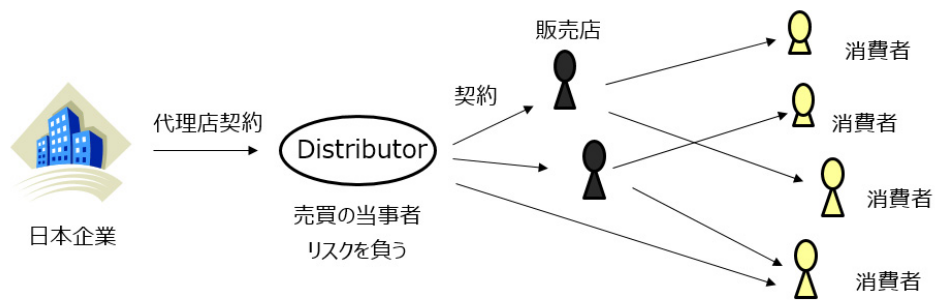 日本企業
代理店契約
Distributor
売買の当事者
リスクを負う
契約
販売店
消費者
消費者
消費者
消費者